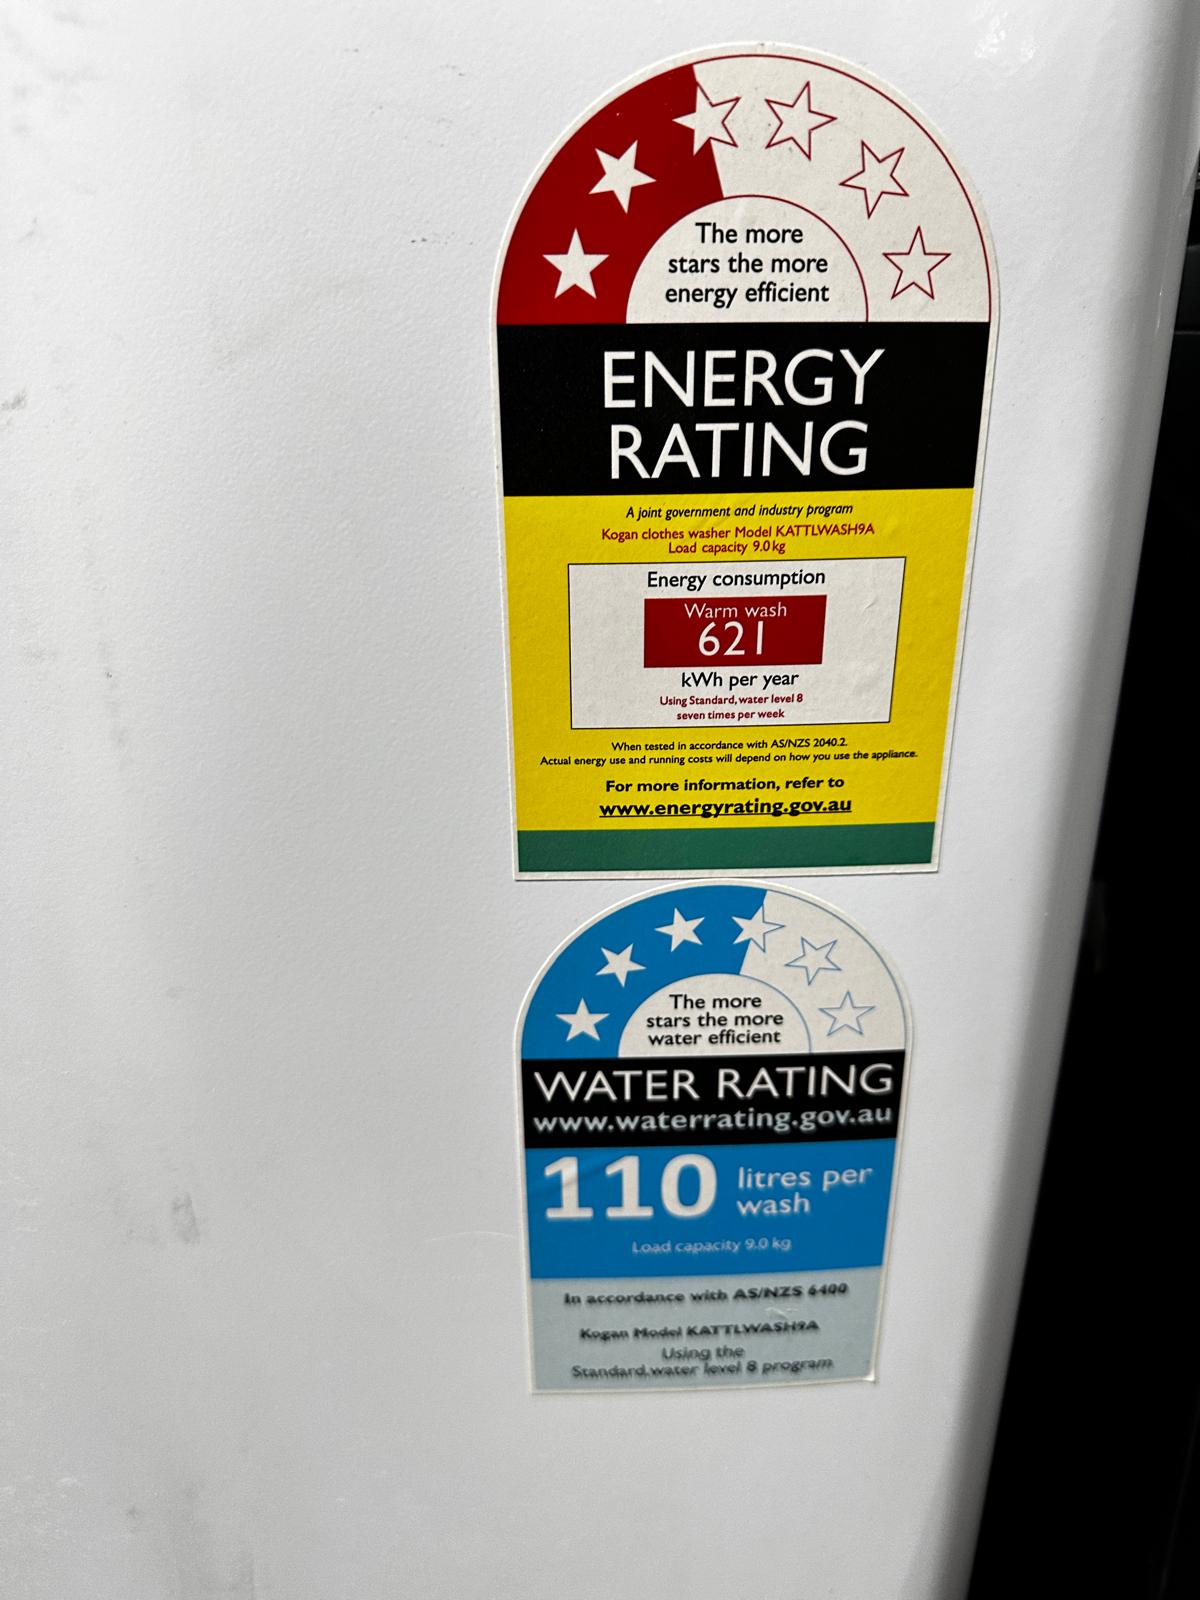 The more
stars the more
energy efficient
ENERGY
RATING
A joint government and industry program
Kogan clothes washer Model KATTLWASH9A
Load capacity 9.0kg
Energy consumption
Warm wash
621
kWh per year
Using Standard, water level 8
seven times per week
When tested in accordance with AS/NZS 2040.2.
Actual energy use and running costs will depend on how you use the appliance.
For more information, refer to
www.energyrating.gov.au
The more
stars the more
water efficient
WATER RATING
www.waterrating.gov.au
110 litres per
wash
Load capacity 9.0 kg
In accordance with AS/NZS 6400
Kogan Model KATTLWASH9A
Using the
Standard,water level 8 program